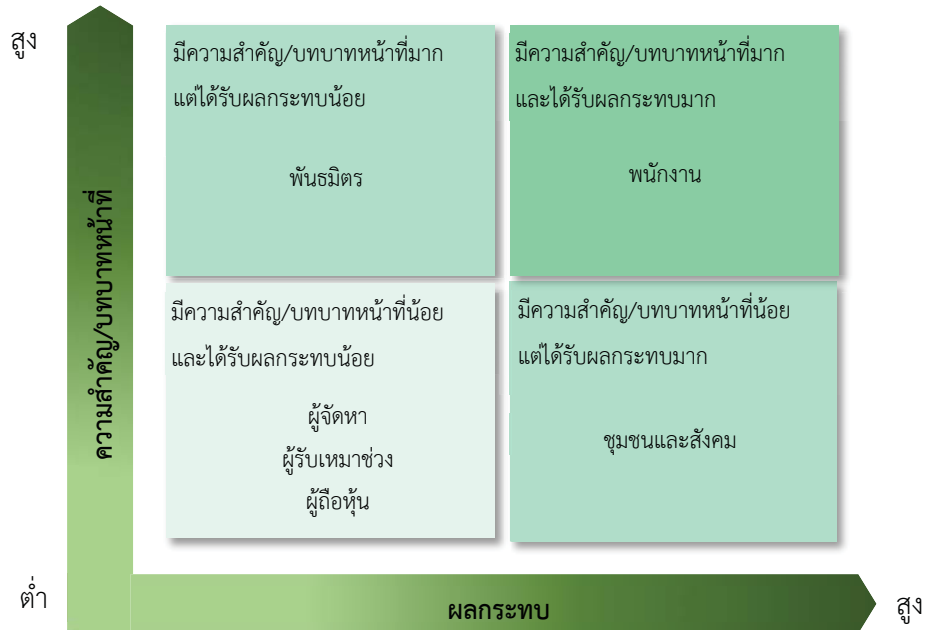 สูง
มีความสำคัญ/บทบาทหน้าที่มาก
แต่ได้รับผลกระทบน้อย
พันธมิตร
มีความสำคัญ/บทบาทหน้าที่มาก
และได้รับผลกระทบมาก
พนักงาน
ความสำคัญ/บทบาทหน้าที่
มีความสำคัญ/บทบาทหน้าที่น้อย
และได้รับผลกระทบน้อย
ผู้จัดหา
ผู้รับเหมาช่วง
ผู้ถือหุ้น
มีความสำคัญ/บทบาทหน้าที่น้อย
แต่ได้รับผลกระทบมาก
ชุมชนและสังคม
ต่ำ
ผลกระทบ
สูง